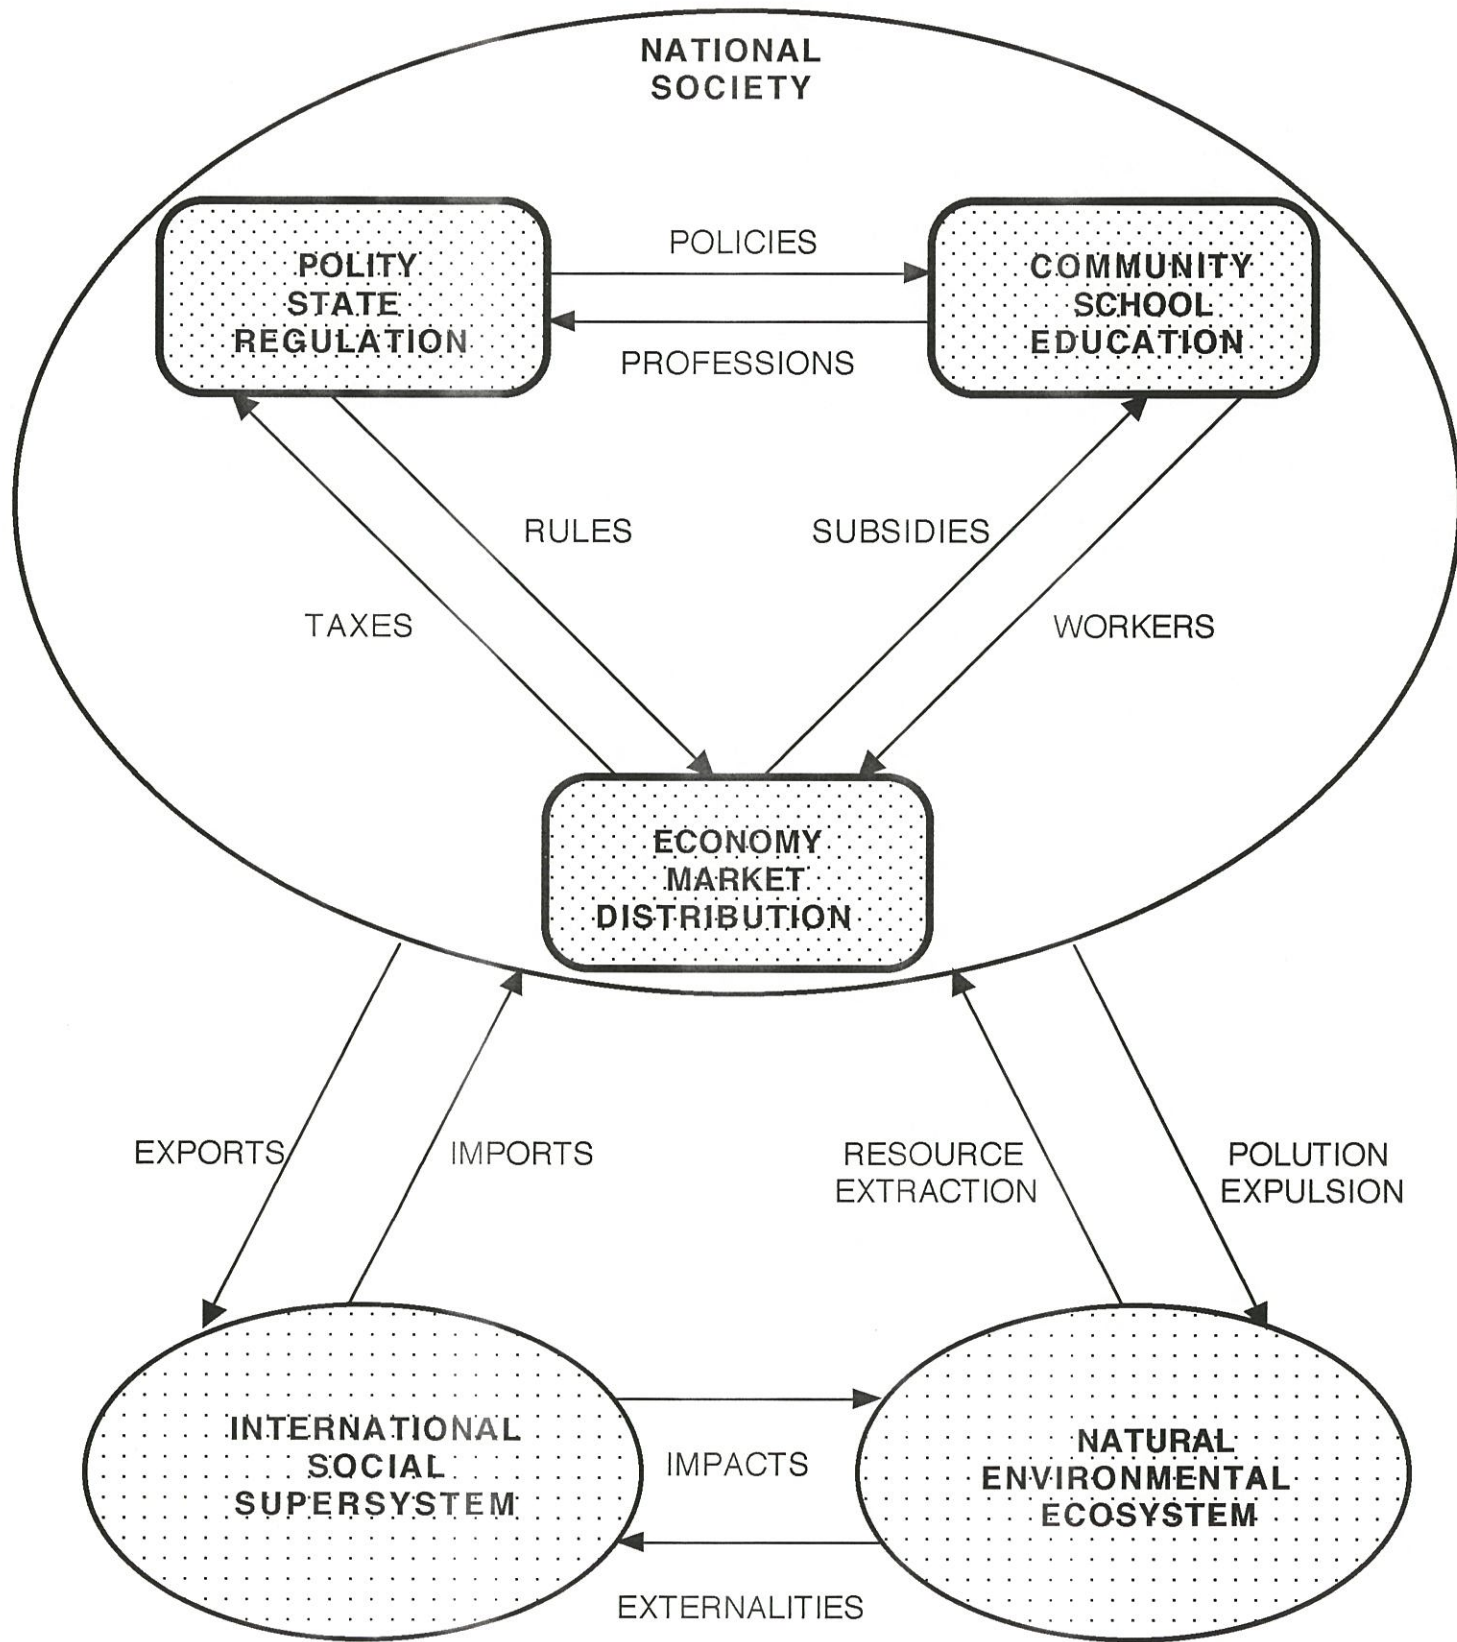 NATIONAL
SOCIETY
POLITY
STATE
REGULATION
POLICIES
PROFESSIONS
COMMUNITY
SCHOOL
EDUCATION
RULES
SUBSIDIES
TAXES
WORKERS
ECONOMY
MARKET
DISTRIBUTION
EXPORTS
IMPORTS
RESOURCE
EXTRACTION
POLUTION
EXPULSION
INTERNATIONAL
SOCIAL
SUPERSYSTEM
IMPACTS
NATURAL
ENVIRONMENTAL
ECOSYSTEM
EXTERNALITIES